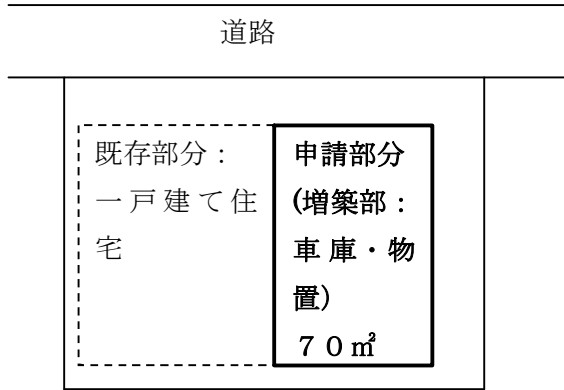 道路
既存部分：
一戸建て住
宅
申請部分
(増築部：
車庫・物
置)
７０㎡